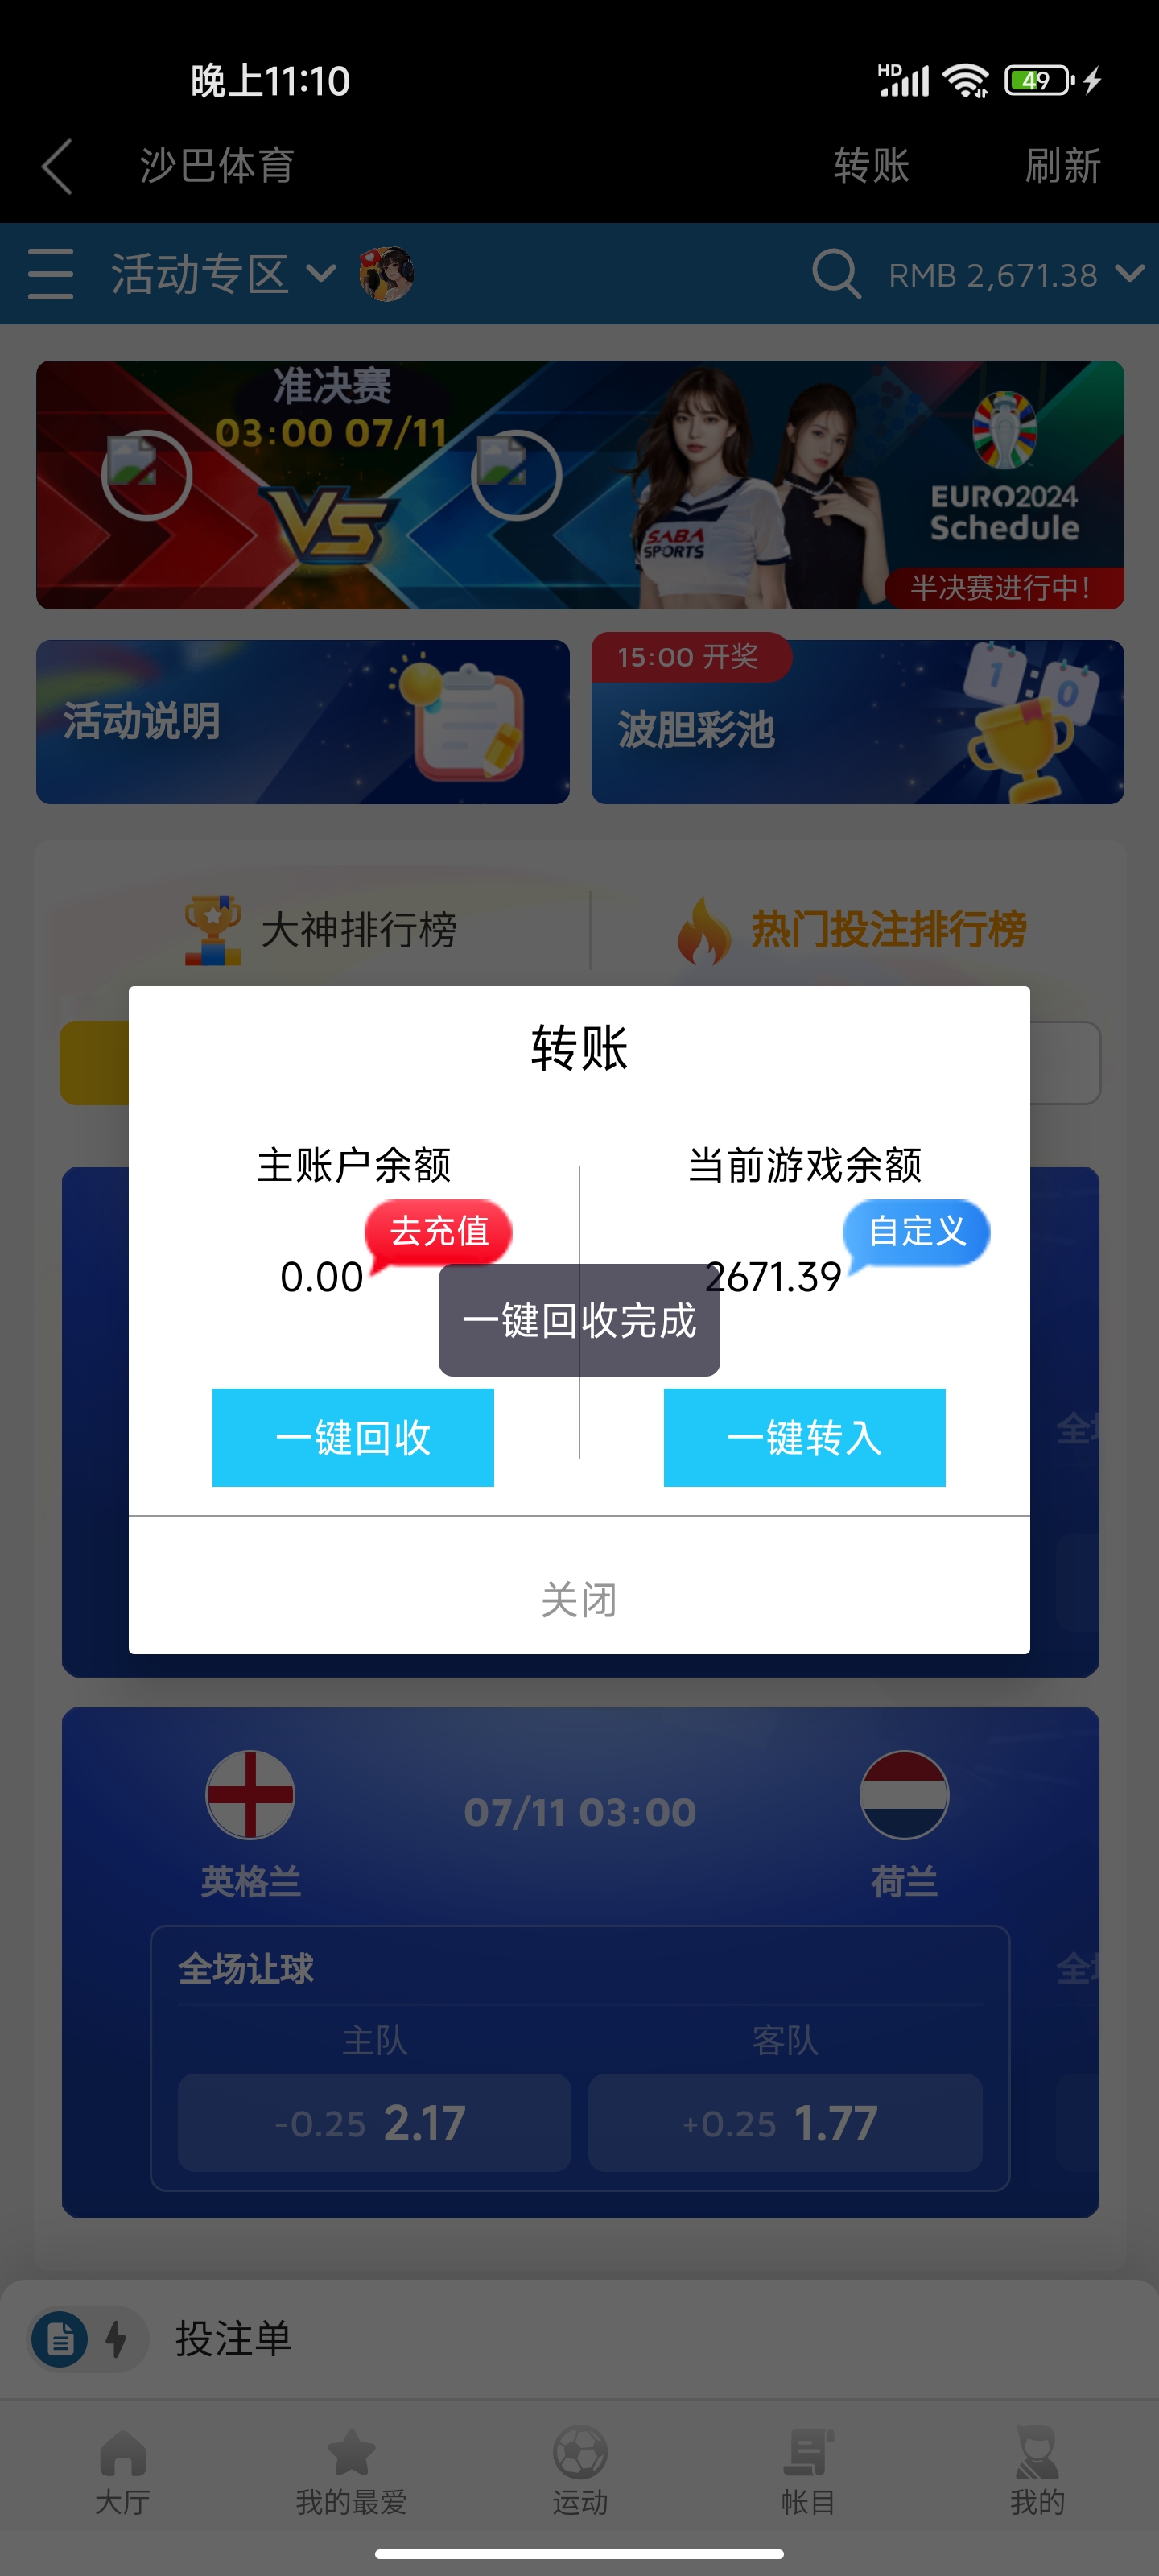 晚上11:10
HD
49
沙巴体育
转账
刷新
活动专区
RMB 2,671.38
准决赛
03:00 07/11
VS
SABA
SPORTS
EURO2024
Schedule
半决赛进行中!
活动说明
15:00 开奖
波胆彩池
1:0
大神排行榜
热门投注排行榜
转账
主账户余额
当前游戏余额
去充值
自定义
0.00
2671.39
一键回收完成
一键回收
一键转入
关闭
英格兰
07/11 03:00
荷兰
全场让球
主队
客队
-0.25 2.17
+0.25 1.77
投注单
大厅
我的最爱
运动
帐目
我的